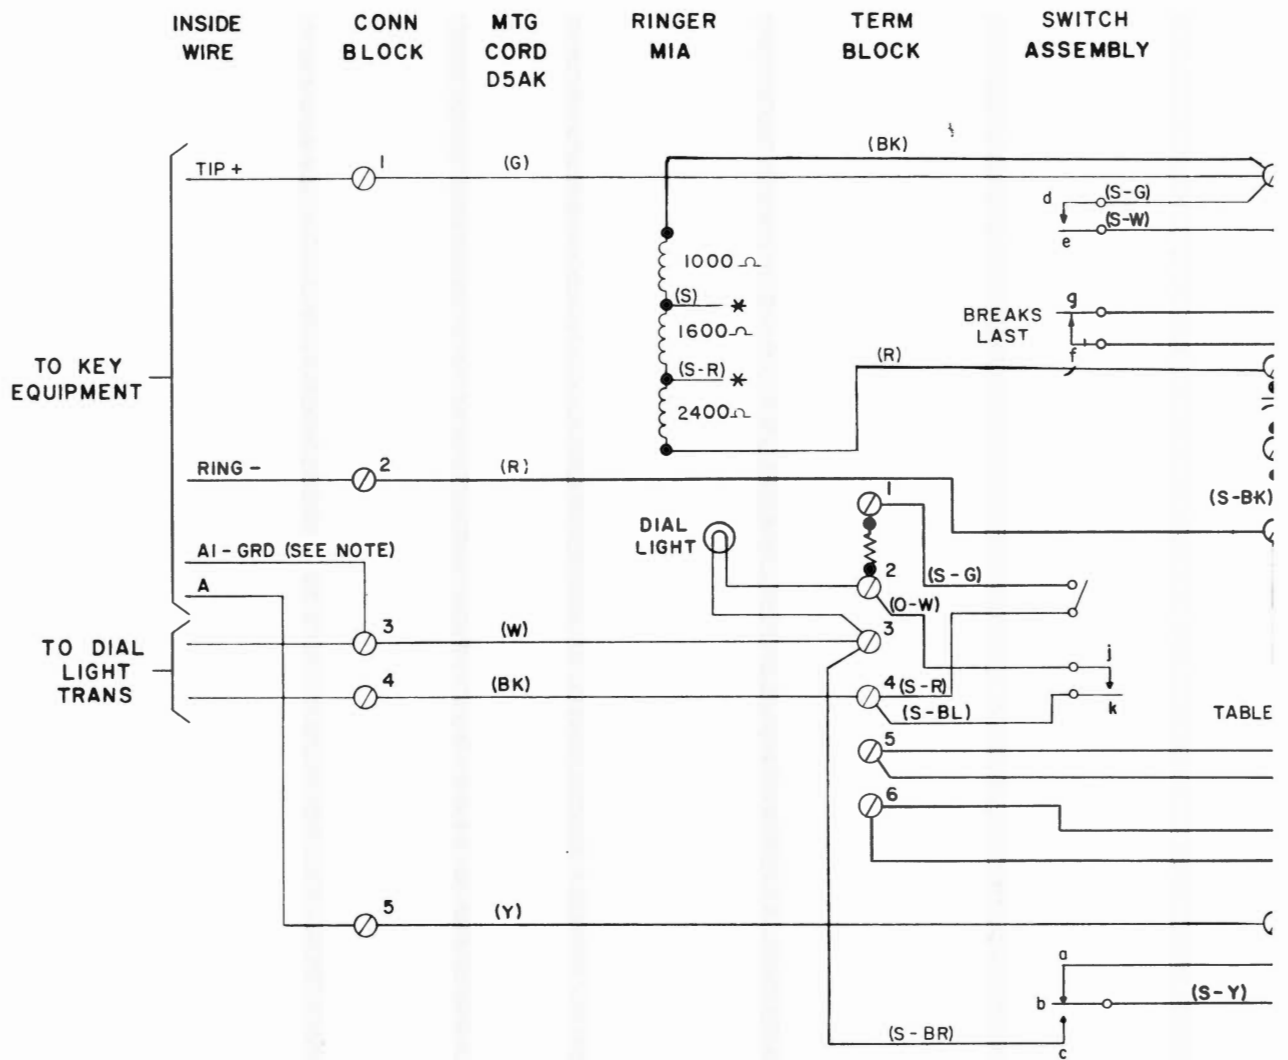 INSIDE
WIRE
CONN
BLOCK
MTG
CORD
D5AK
RINGER
MIA
TERM
BLOCK
SWITCH
ASSEMBLY
TIP +
1
(G)
(BK)
d
(S-G)
(S-W)
e
1000 Ω
(S)
*
1600 Ω
(S-R)
*
2400 Ω
BREAKS
LAST
g
f
(R)
TO KEY
EQUIPMENT
RING -
2
(R)
(S-BK)
DIAL
LIGHT
1
2
(S-G)
(O-W)
A1-GRD (SEE NOTE)
A
3
(W)
3
TO DIAL
LIGHT
TRANS
4
(BK)
4
(S-R)
(S-BL)
j
k
TABLE
5
6
5
(Y)
a
b
(S-Y)
(S-BR)
c